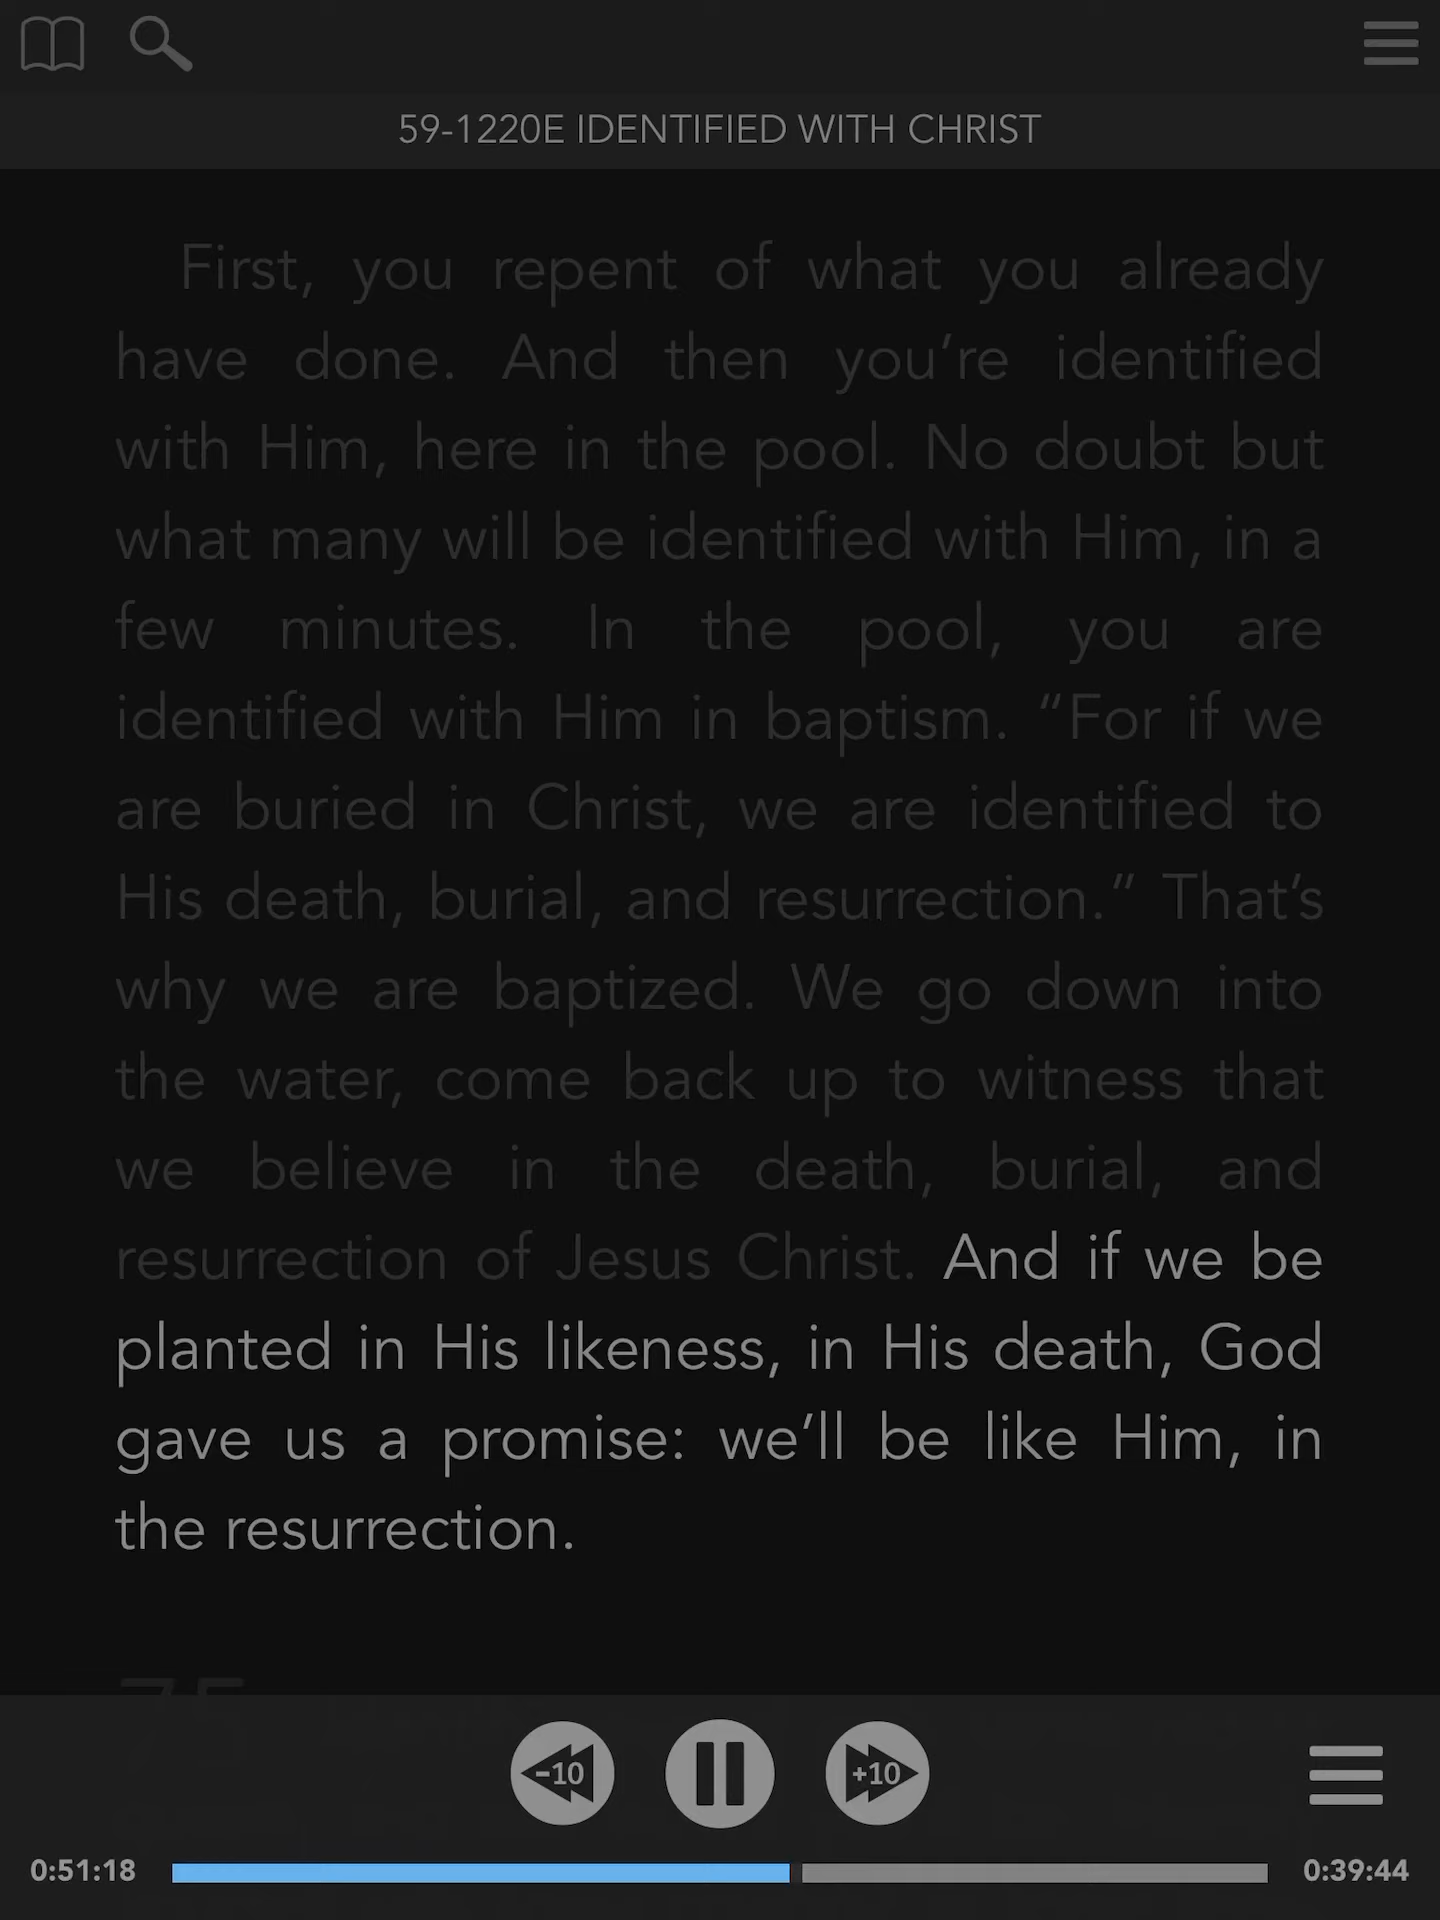 59-1220E IDENTIFIED WITH CHRIST
First, you repent of what you already
have done. And then you’re identified
with Him, here in the pool. No doubt but
what many will be identified with Him, in a
few minutes. In the pool, you are
identified with Him in baptism. “For if we
are buried in Christ, we are identified to
His death, burial, and resurrection.” That’s
why we are baptized. We go down into
the water, come back up to witness that
we believe in the death, burial, and
resurrection of Jesus Christ. And if we be
planted in His likeness, in His death, God
gave us a promise: we’ll be like Him, in
the resurrection.
75
-10 +10
0:51:18 0:39:44